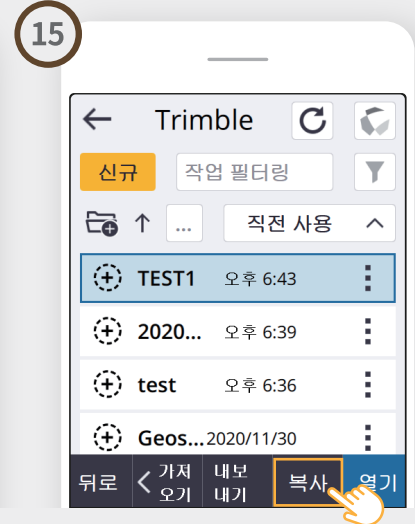 15
Trimble
신규 작업 필터링
... 직전 사용
TEST1 오후 6:43
2020... 오후 6:39
test 오후 6:36
Geos... 2020/11/30
뒤로 가져 오기 내보 내기 복사 열기